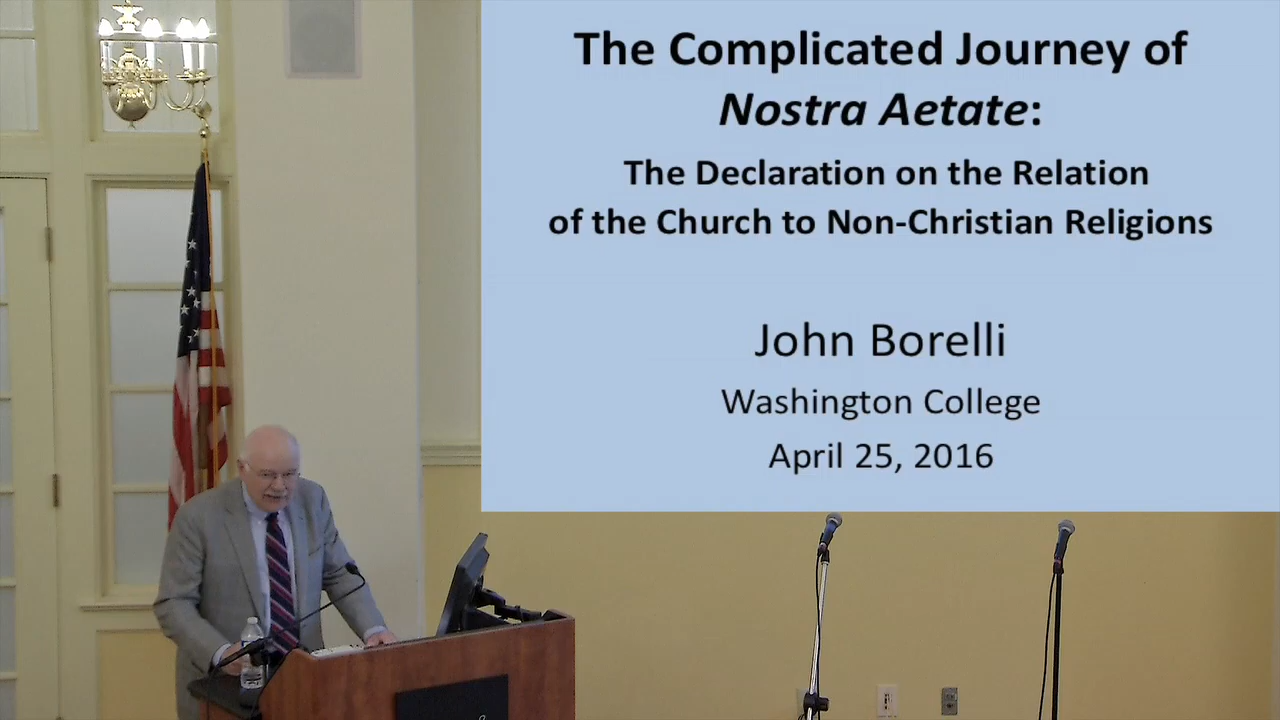 The Complicated Journey of
Nostra Aetate:
The Declaration on the Relation
of the Church to Non-Christian Religions
John Borelli
Washington College
April 25, 2016